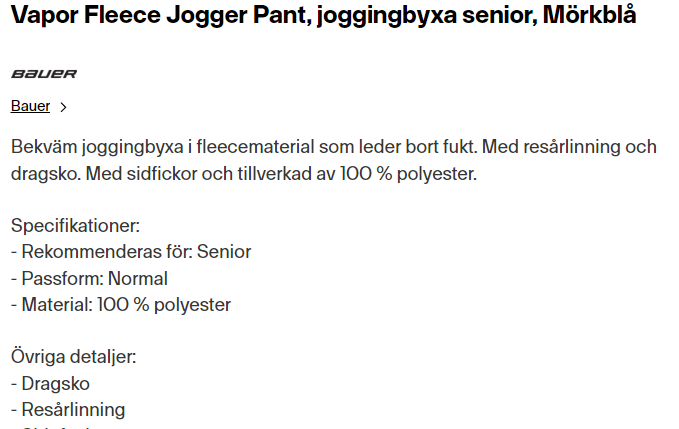 Vapor Fleece Jogger Pant, joggingbyxa senior, Mörkblå
BAUER
Bauer
Bekväm joggingbyxa i fleecematerial som leder bort fukt. Med resårlinning och
dragsko. Med sidfickor och tillverkad av 100 % polyester.
Specifikationer:
- Rekommenderas för: Senior
- Passform: Normal
- Material: 100 % polyester
Övriga detaljer:
- Dragsko
- Resårlinning